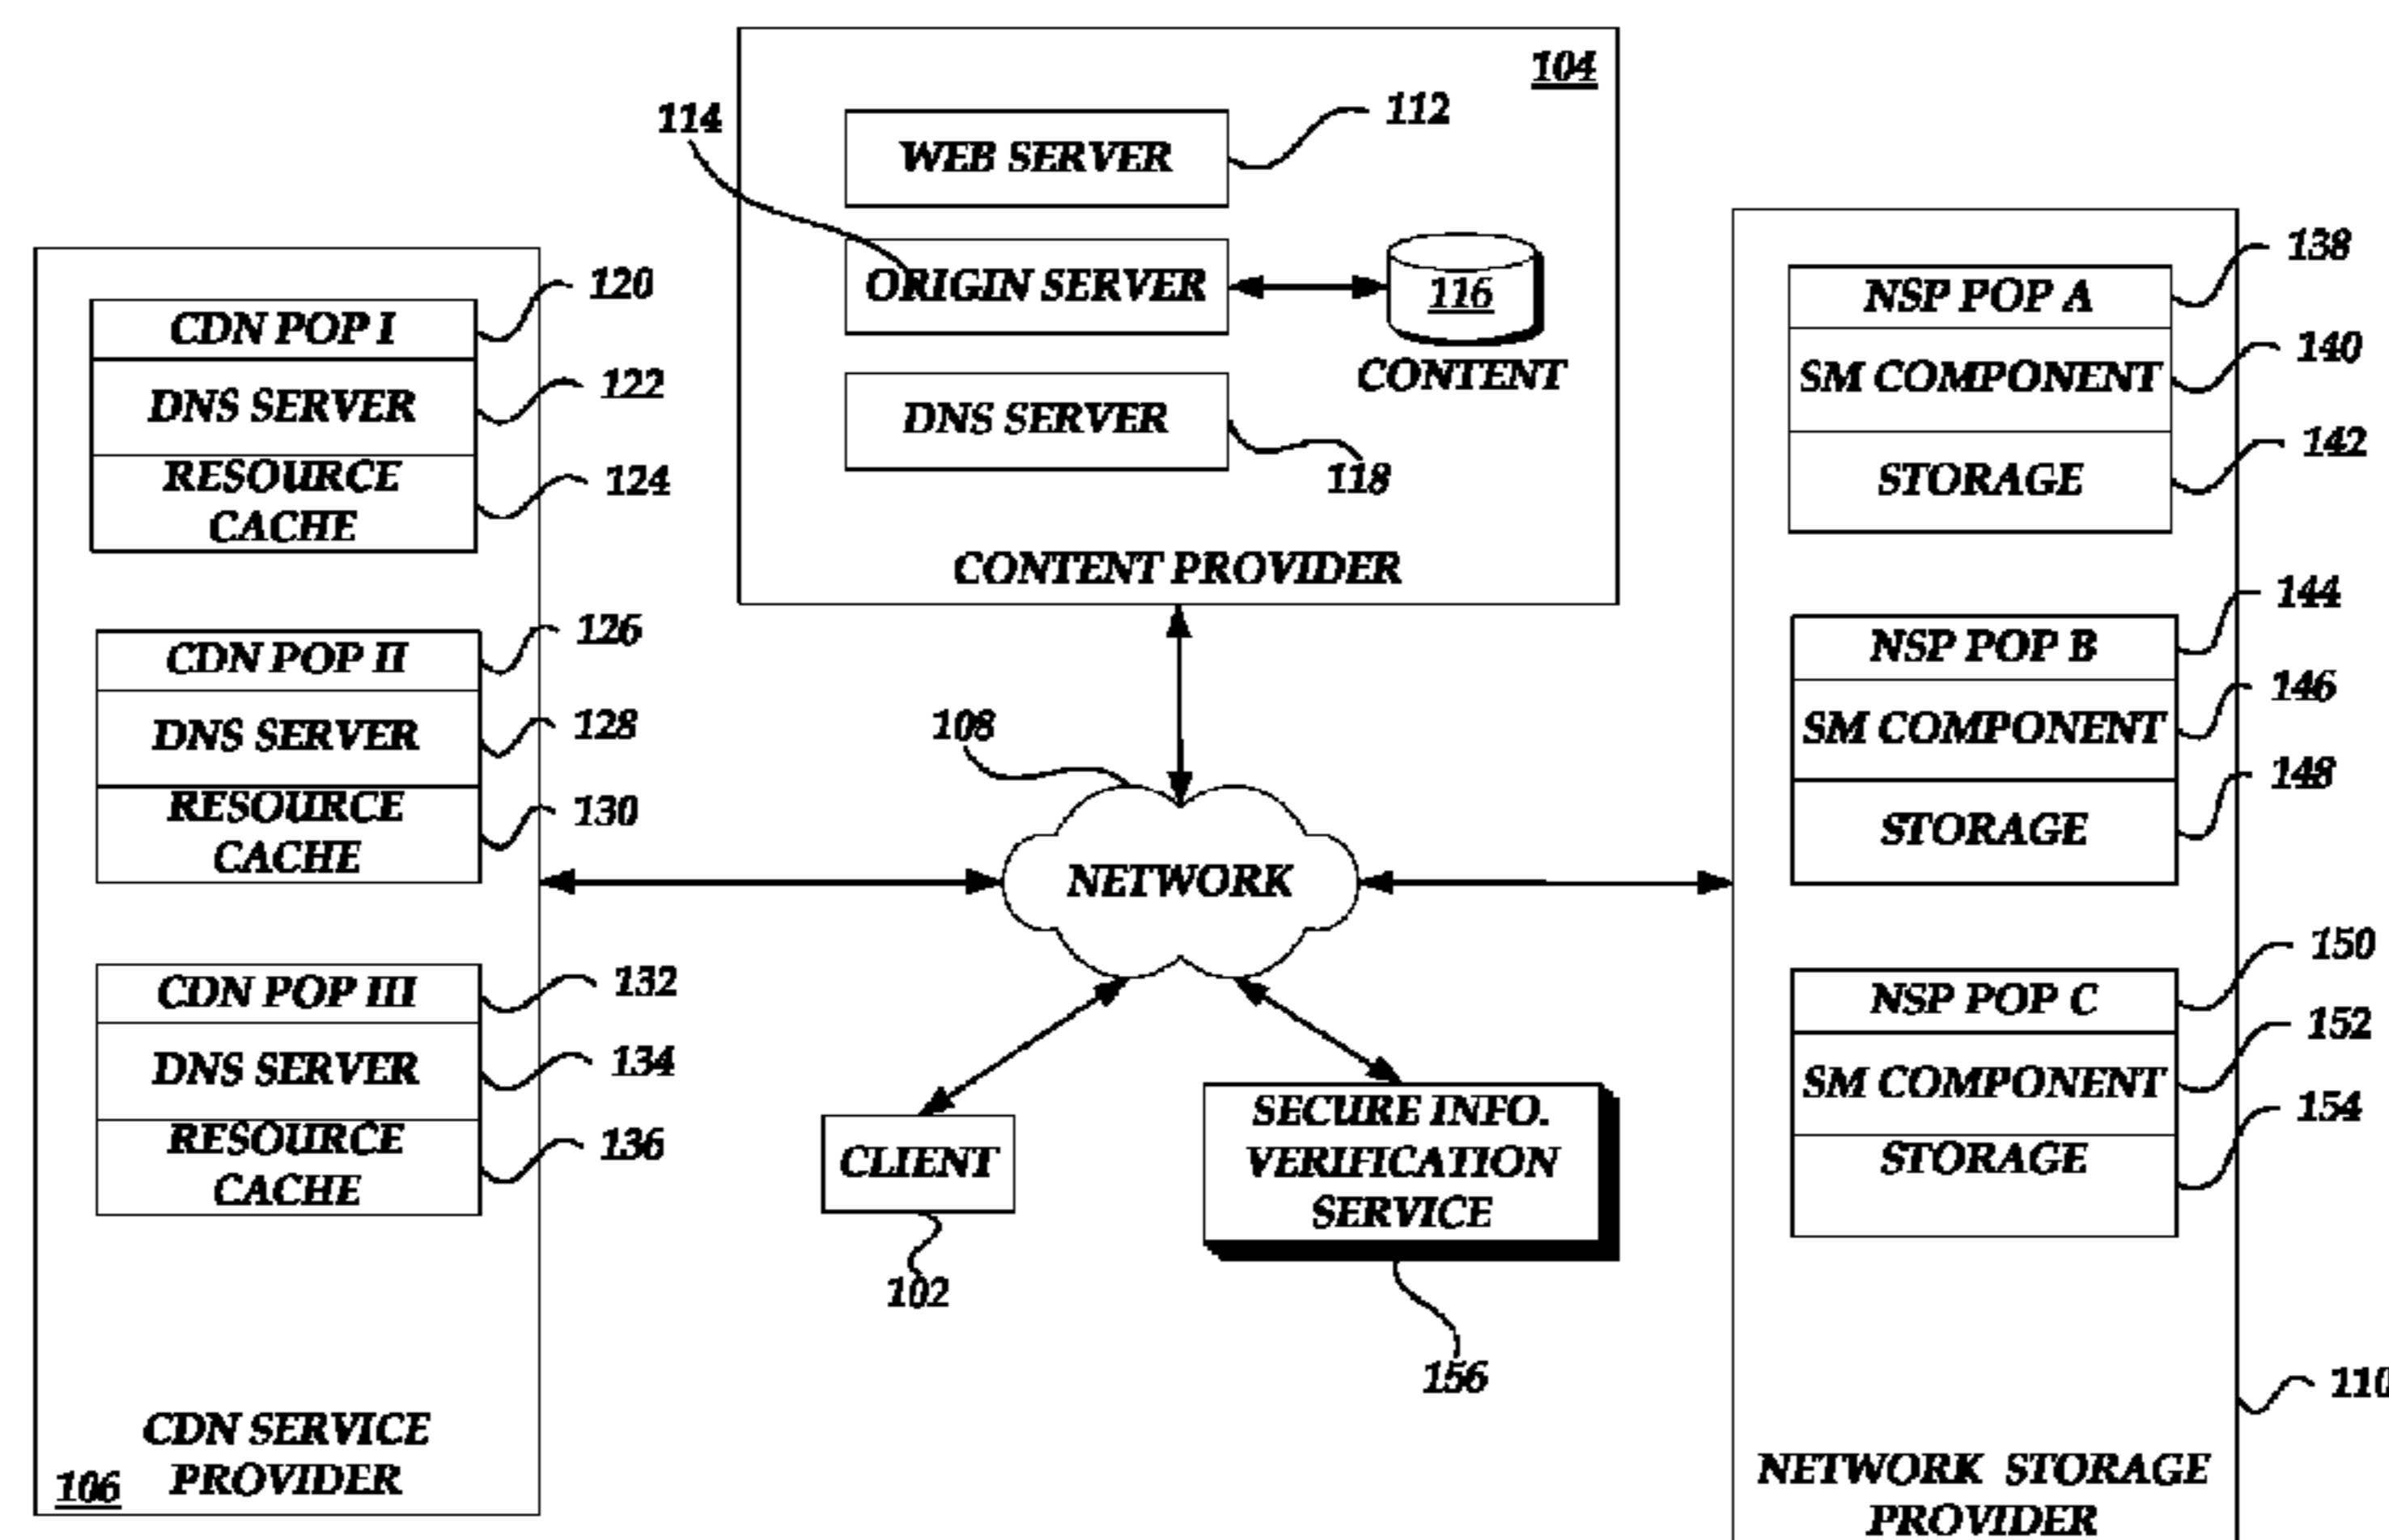 104
114
112
WEB SERVER
ORIGIN SERVER
116
CONTENT
DNS SERVER
118
CONTENT PROVIDER
120
CDN POP I
122
DNS SERVER
124
RESOURCE
CACHE
126
CDN POP II
128
DNS SERVER
130
RESOURCE
CACHE
132
CDN POP III
134
DNS SERVER
136
RESOURCE
CACHE
CDN SERVICE
PROVIDER
106
108
NETWORK
CLIENT
102
SECURE INFO.
VERIFICATION
SERVICE
156
138
NSP POP A
140
SM COMPONENT
142
STORAGE
144
NSP POP B
146
SM COMPONENT
148
STORAGE
150
NSP POP C
152
SM COMPONENT
154
STORAGE
110
NETWORK STORAGE
PROVIDER